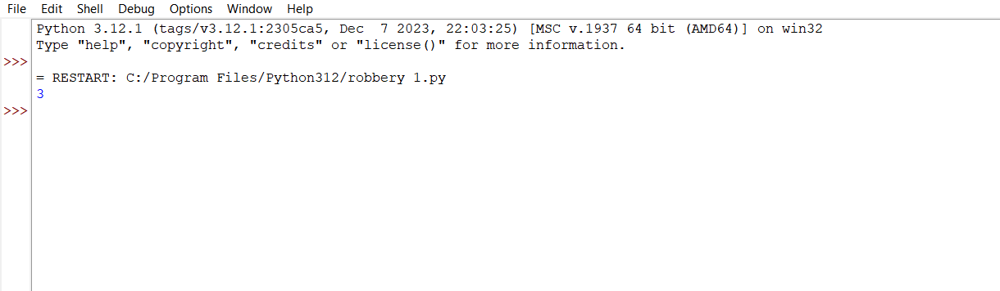 File Edit Shell Debug Options Window Help
Python 3.12.1 (tags/v3.12.1:2305ca5, Dec  7 2023, 22:03:25) [MSC v.1937 64 bit (AMD64)] on win32
Type "help", "copyright", "credits" or "license()" for more information.
>>>
= RESTART: C:/Program Files/Python312/robbery 1.py
3
>>>